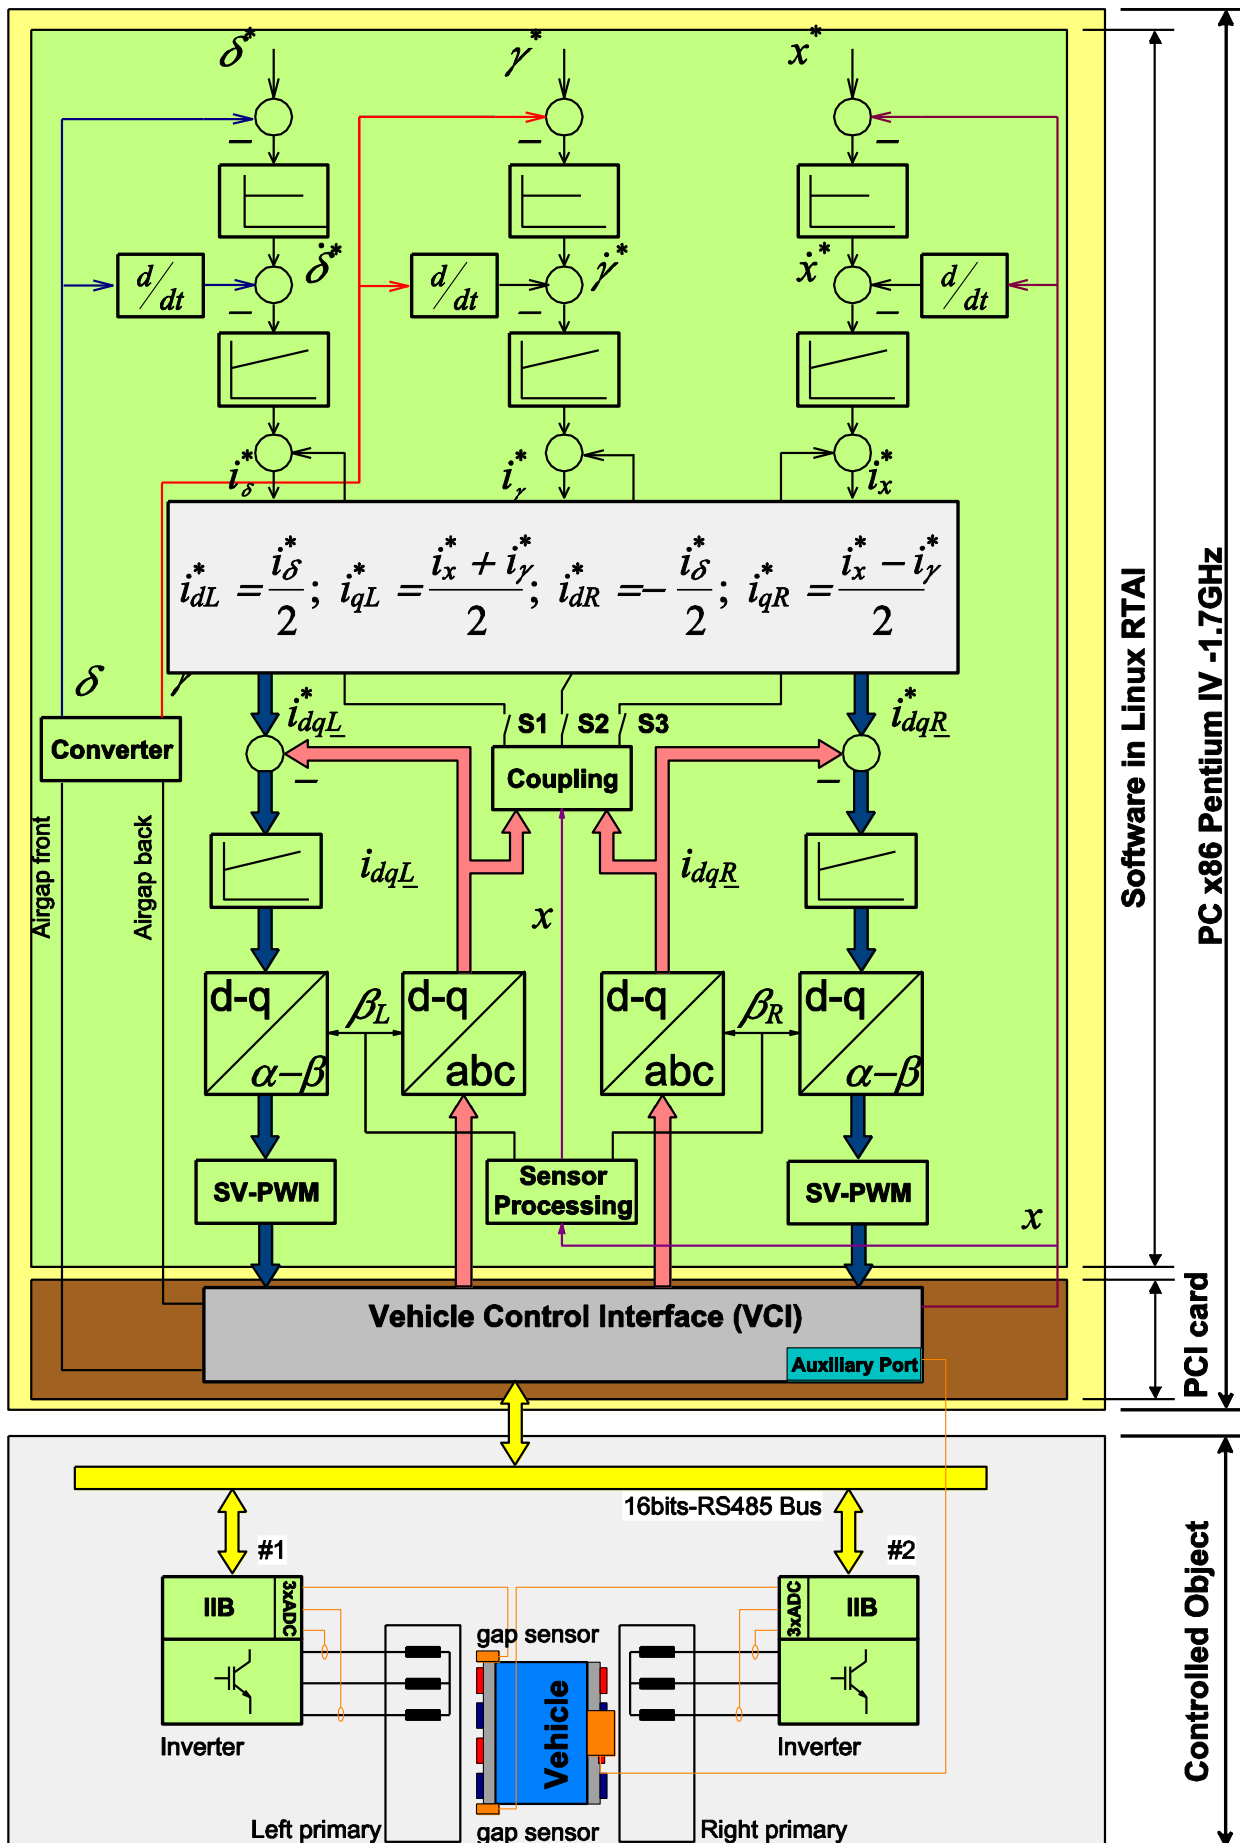 δ* γ* x*
− − −
δ̇* γ̇* ẋ*
d/dt d/dt d/dt
− − −
i*δ i*γ i*x
i*dL = i*δ/2; i*qL = (i*x + i*γ)/2; i*dR = −i*δ/2; i*qR = (i*x − i*γ)/2
δ γ
i*dqL i*dqR
S1 S2 S3
Converter
Coupling
− −
Airgap front
Airgap back
idqL x idqR
d-q α−β
βL
d-q abc
d-q abc
βR
d-q α−β
SV-PWM
Sensor
Processing
SV-PWM
x
Vehicle Control Interface (VCI)
Auxiliary Port
Software in Linux RTAI
PC x86 Pentium IV -1.7GHz
PCI card
16bits-RS485 Bus
#1 #2
IIB 3xADC
3xADC IIB
gap sensor
Vehicle
Inverter
Inverter
Left primary
gap sensor
Right primary
Controlled Object